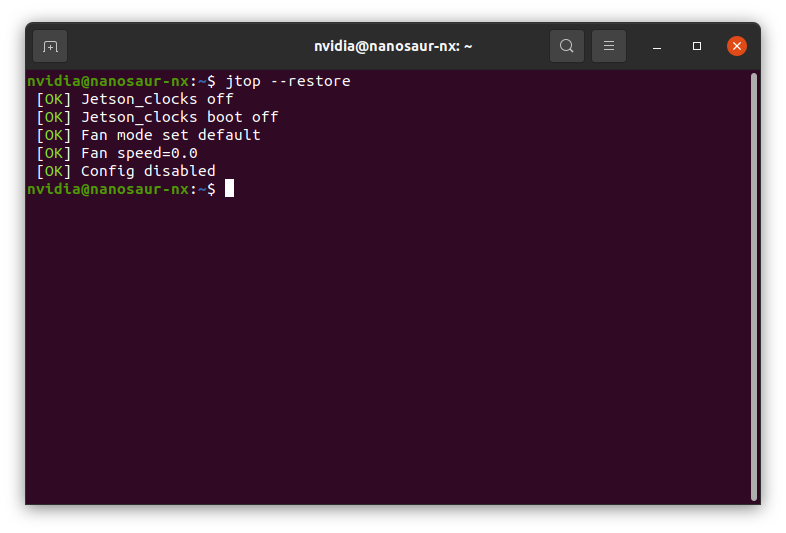 nvidia@nanosaur-nx: ~
nvidia@nanosaur-nx:~$ jtop --restore
[OK] Jetson_clocks off
[OK] Jetson_clocks boot off
[OK] Fan mode set default
[OK] Fan speed=0.0
[OK] Config disabled
nvidia@nanosaur-nx:~$